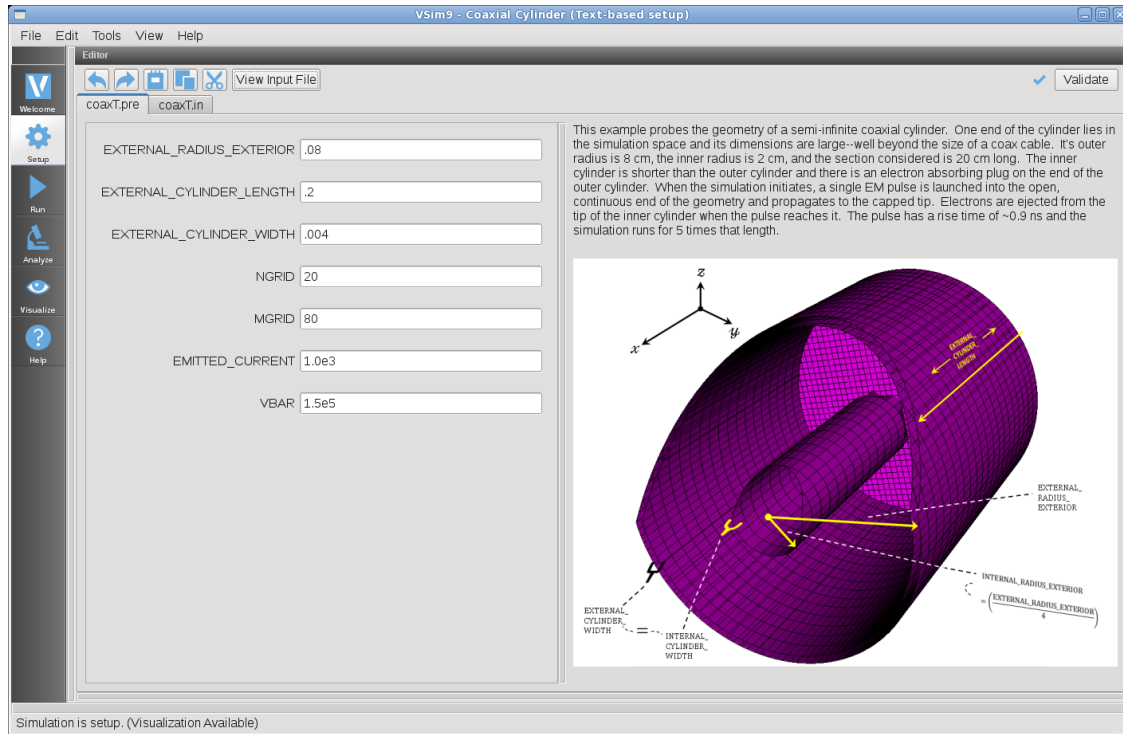 VSim9 - Coaxial Cylinder (Text-based setup)
File Edit Tools View Help
Editor
View Input File
Validate
Welcome
Setup
Run
Analyze
Visualize
Help
coaxT.pre coaxT.in
EXTERNAL_RADIUS_EXTERIOR .08
EXTERNAL_CYLINDER_LENGTH .2
EXTERNAL_CYLINDER_WIDTH .004
NGRID 20
MGRID 80
EMITTED_CURRENT 1.0e3
VBAR 1.5e5
This example probes the geometry of a semi-infinite coaxial cylinder. One end of the cylinder lies in
the simulation space and its dimensions are large--well beyond the size of a coax cable. It's outer
radius is 8 cm, the inner radius is 2 cm, and the section considered is 20 cm long. The inner
cylinder is shorter than the outer cylinder and there is an electron absorbing plug on the end of the
outer cylinder. When the simulation initiates, a single EM pulse is launched into the open,
continuous end of the geometry and propagates to the capped tip. Electrons are ejected from the
tip of the inner cylinder when the pulse reaches it. The pulse has a rise time of ~0.9 ns and the
simulation runs for 5 times that length.
z
y
x
EXTERNAL_
CYLINDER_
LENGTH
EXTERNAL_
RADIUS_
EXTERIOR
INTERNAL_RADIUS_EXTERIOR
= (EXTERNAL_RADIUS_EXTERIOR
4)
EXTERNAL_
CYLINDER_
WIDTH
=
INTERNAL_
CYLINDER_
WIDTH
Simulation is setup. (Visualization Available)